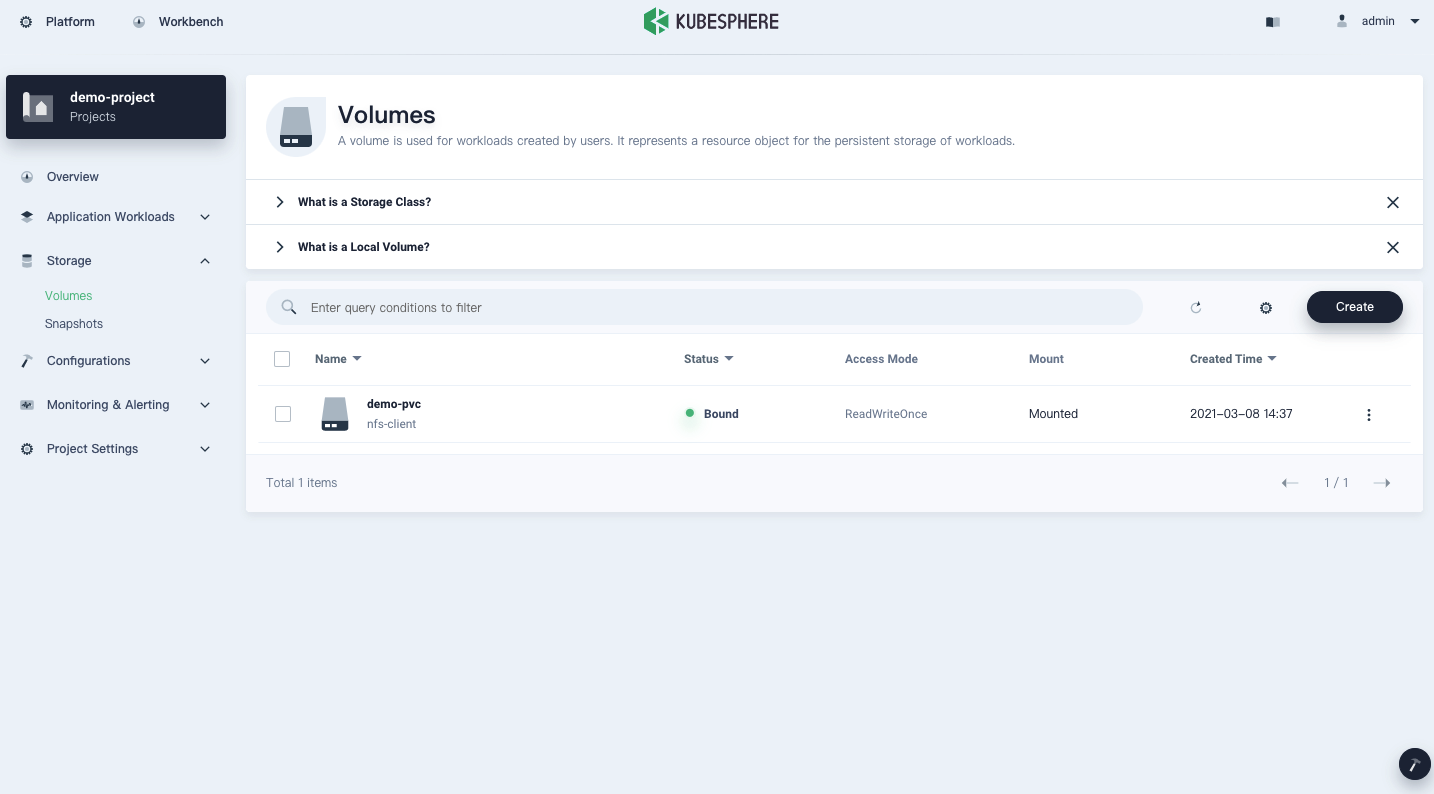 Platform
Workbench
KUBESPHERE
admin
demo-project
Projects
Overview
Application Workloads
Storage
Volumes
Snapshots
Configurations
Monitoring & Alerting
Project Settings
Volumes
A volume is used for workloads created by users. It represents a resource object for the persistent storage of workloads.
What is a Storage Class?
What is a Local Volume?
Enter query conditions to filter
Create
Name Status Access Mode Mount Created Time
demo-pvc
nfs-client
Bound ReadWriteOnce Mounted 2021-03-08 14:37
Total 1 items
1 / 1